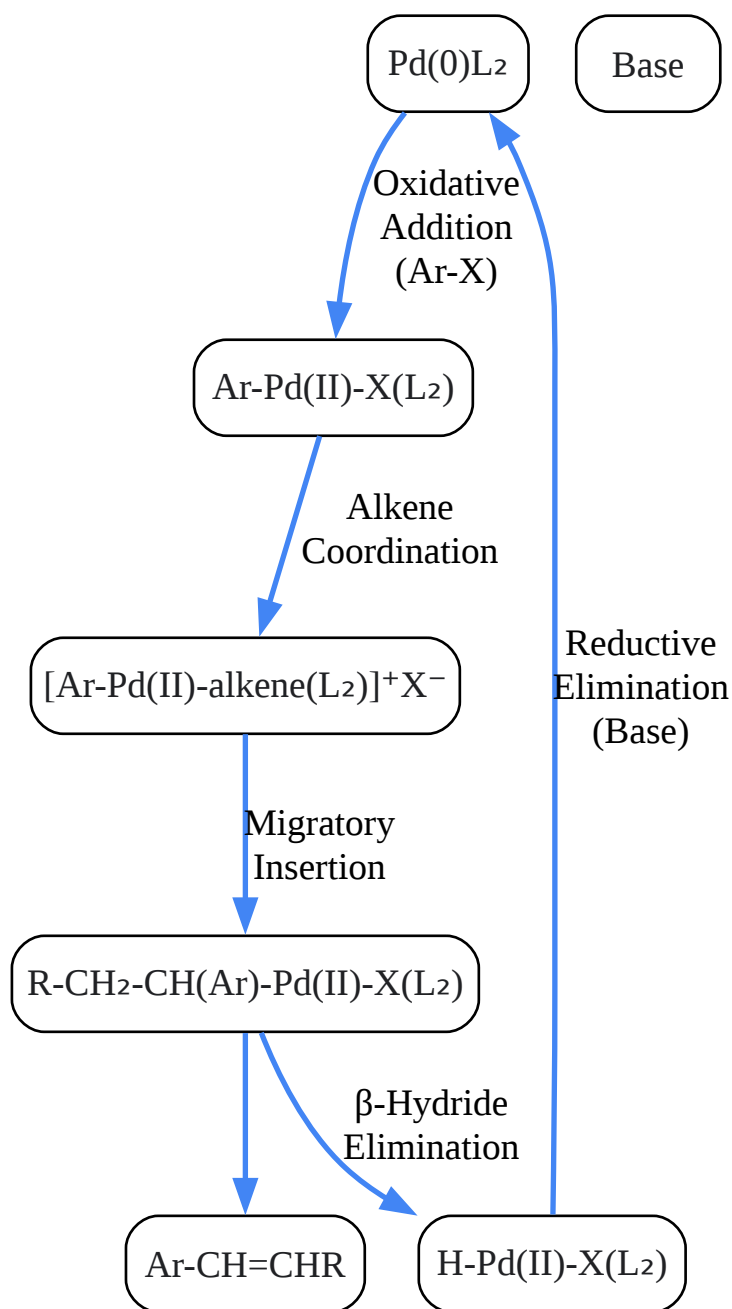 Pd(0)L₂
Base
Oxidative
Addition
(Ar-X)
Ar-Pd(II)-X(L₂)
Alkene
Coordination
[Ar-Pd(II)-alkene(L₂)]⁺X⁻
Reductive
Elimination
(Base)
Migratory
Insertion
R-CH₂-CH(Ar)-Pd(II)-X(L₂)
β-Hydride
Elimination
Ar-CH=CHR
H-Pd(II)-X(L₂)